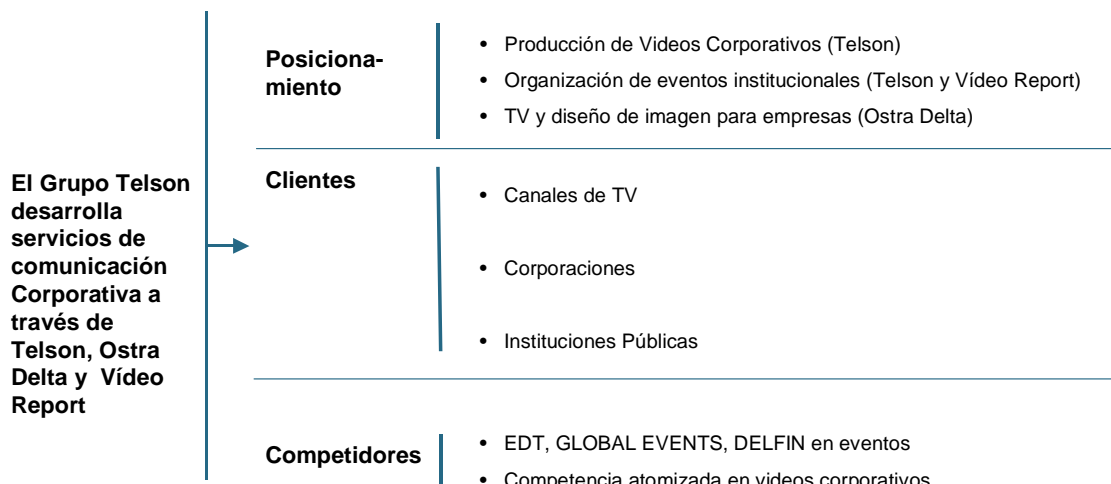 El Grupo Telson
desarrolla
servicios de
comunicación
Corporativa a
través de
Telson, Ostra
Delta y Vídeo
Report
Posiciona-
miento
• Producción de Videos Corporativos (Telson)
• Organización de eventos institucionales (Telson y Vídeo Report)
• TV y diseño de imagen para empresas (Ostra Delta)
Clientes
• Canales de TV
• Corporaciones
• Instituciones Públicas
Competidores
• EDT, GLOBAL EVENTS, DELFIN en eventos
• Competencia atomizada en videos corporativos